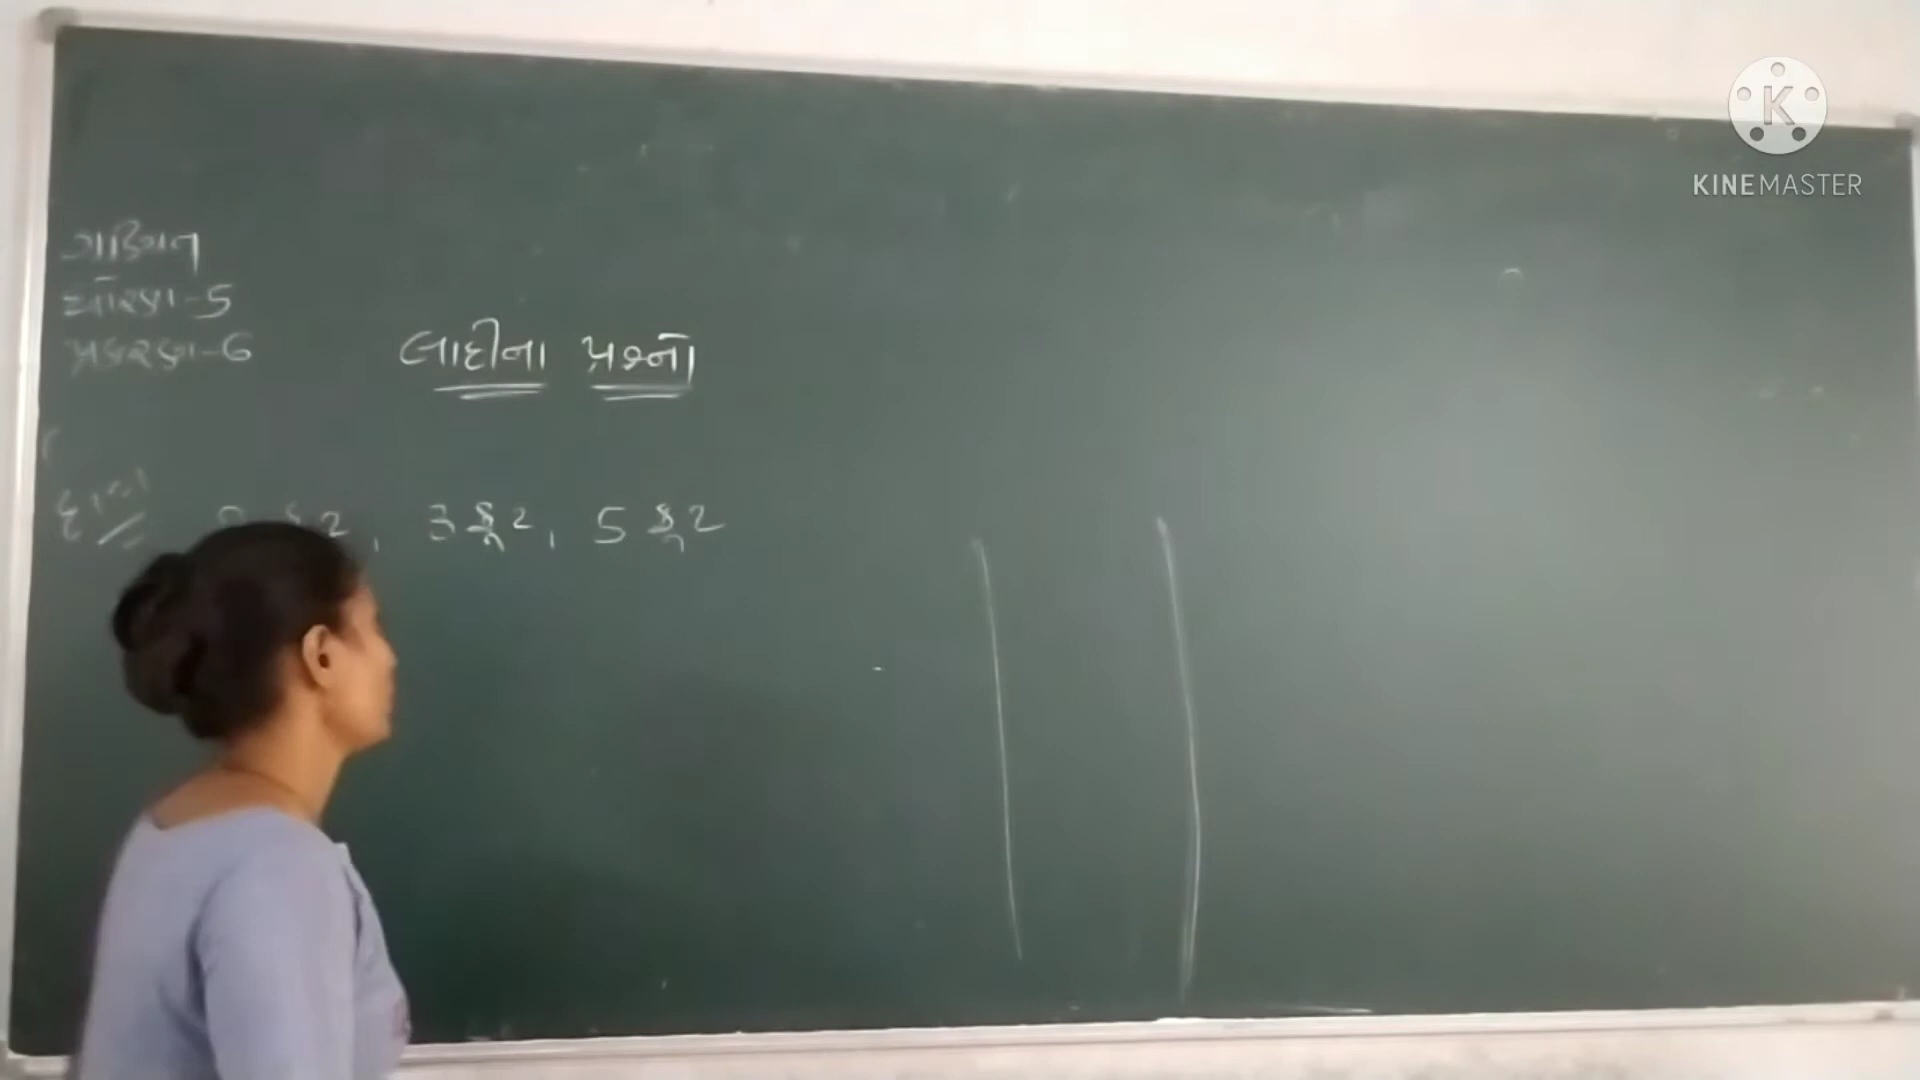 ગણિત
ધોરણ-5
પ્રકરણ-6
લાદીના પ્રશ્નો
3 ફૂટ, 5 ફૂટ
KINEMASTER